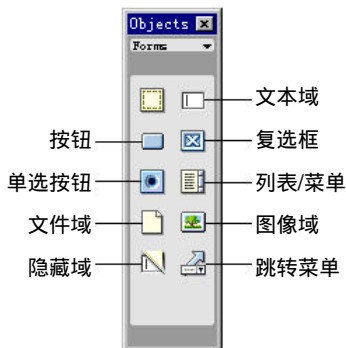 Objects
Forms
文本域
按钮
复选框
单选按钮
列表/菜单
文件域
图像域
隐藏域
跳转菜单